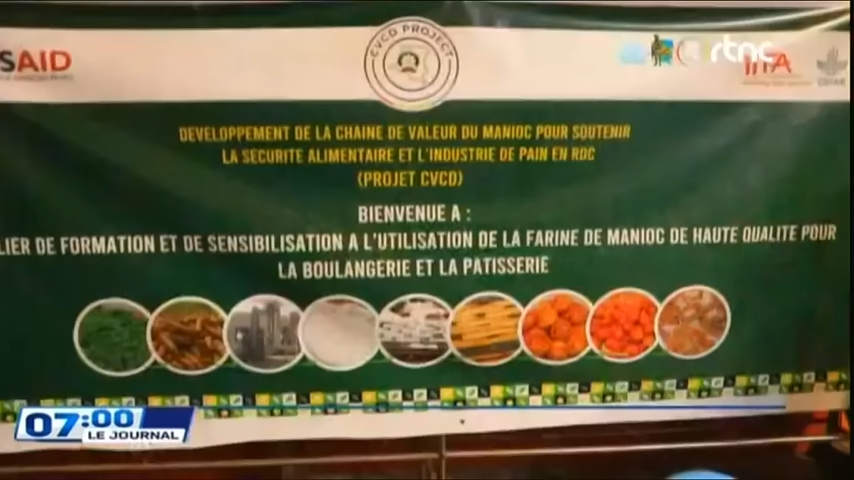 SAID
CVCD PROJECT
rtnc
IITA
CGIAR
DEVELOPPEMENT DE LA CHAINE DE VALEUR DU MANIOC POUR SOUTENIR
LA SECURITE ALIMENTAIRE ET L'INDUSTRIE DE PAIN EN RDC
(PROJET CVCD)
BIENVENUE A :
LIER DE FORMATION ET DE SENSIBILISATION A L'UTILISATION DE LA FARINE DE MANIOC DE HAUTE QUALITE POUR
LA BOULANGERIE ET LA PATISSERIE
07:00
LE JOURNAL